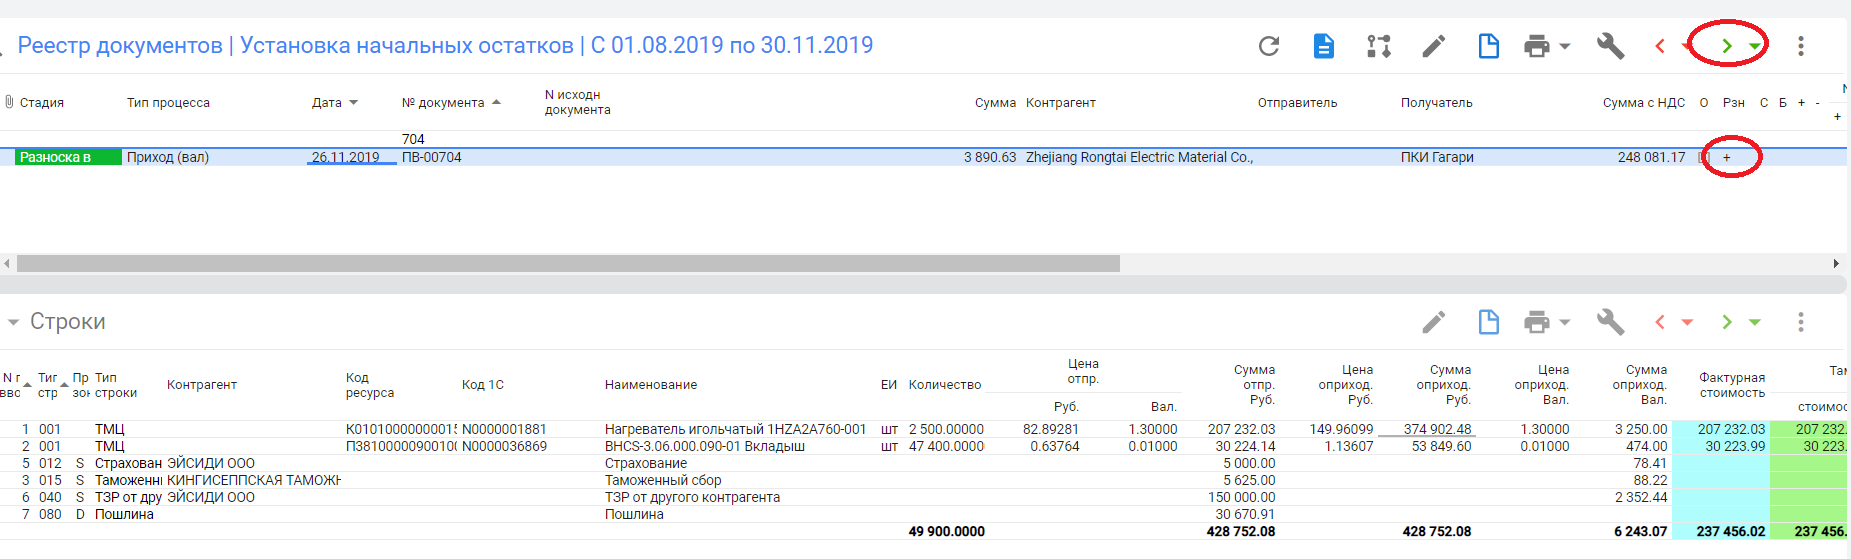 Реестр документов | Установка начальных остатков | С 01.08.2019 по 30.11.2019
Стадия Тип процесса Дата № документа N исходн документа Сумма Контрагент Отправитель Получатель Сумма с НДС О Рзн С Б + - N +
704
Разноска в Приход (вал) 26.11.2019 ПВ-00704 3 890.63 Zhejiang Rongtai Electric Material Co., ПКИ Гагари 248 081.17 +
Строки
N г ввс Тиг стр Пр зон Тип строки Контрагент Код ресурса Код 1С Наименование ЕИ Количество Цена отпр. Руб. Вал. Сумма отпр. Руб. Цена оприход. Руб. Сумма оприход. Руб. Цена оприход. Вал. Сумма оприход. Вал. Фактурная стоимость Там стоимос
1 001 ТМЦ К01010000000015 N0000001881 Нагреватель игольчатый 1HZA2A760-001 шт 2 500.00000 82.89281 1.30000 207 232.03 149.96099 374 902.48 1.30000 3 250.00 207 232.03 207 232.
2 001 ТМЦ П38100000900100 N0000036869 BHCS-3.06.000.090-01 Вкладыш шт 47 400.0000 0.63764 0.01000 30 224.14 1.13607 53 849.60 0.01000 474.00 30 223.99 30 223.
5 012 S Страхован ЭЙСИДИ ООО Страхование 5 000.00 78.41
3 015 S Таможенны КИНГИСЕППСКАЯ ТАМОЖН Таможенный сбор 5 625.00 88.22
6 040 S ТЗР от дру ЭЙСИДИ ООО ТЗР от другого контрагента 150 000.00 2 352.44
7 080 D Пошлина Пошлина 30 670.91
49 900.0000 428 752.08 428 752.08 6 243.07 237 456.02 237 456.